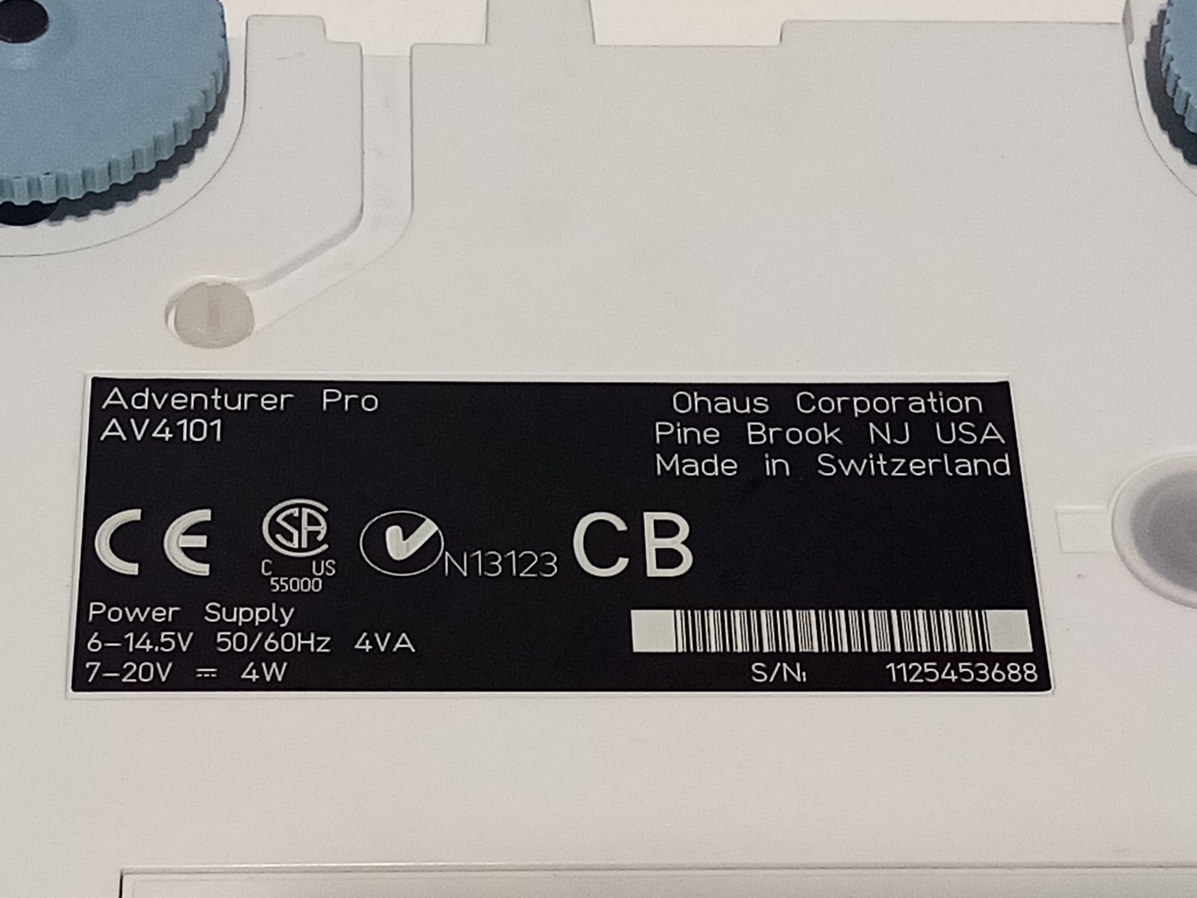 Adventurer Pro
AV4101
Ohaus Corporation
Pine Brook NJ USA
Made in Switzerland
CE
SA
C US
55000
N13123
CB
Power Supply
6-14.5V 50/60Hz 4VA
7-20V ⎓ 4W
S/N: 1125453688